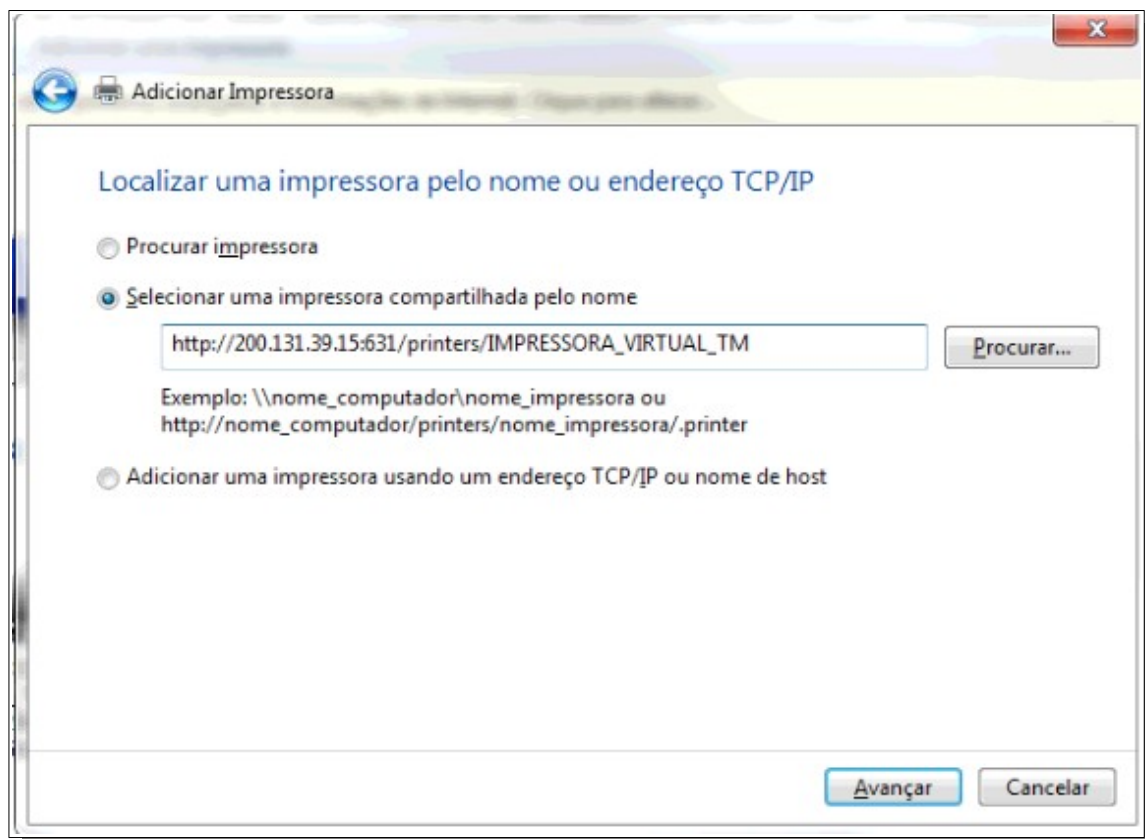 Adicionar Impressora
Localizar uma impressora pelo nome ou endereço TCP/IP
Procurar impressora
Selecionar uma impressora compartilhada pelo nome
http://200.131.39.15:631/printers/IMPRESSORA_VIRTUAL_TM
Procurar...
Exemplo: \\nome_computador\nome_impressora ou
http://nome_computador/printers/nome_impressora/.printer
Adicionar uma impressora usando um endereço TCP/IP ou nome de host
Avançar
Cancelar